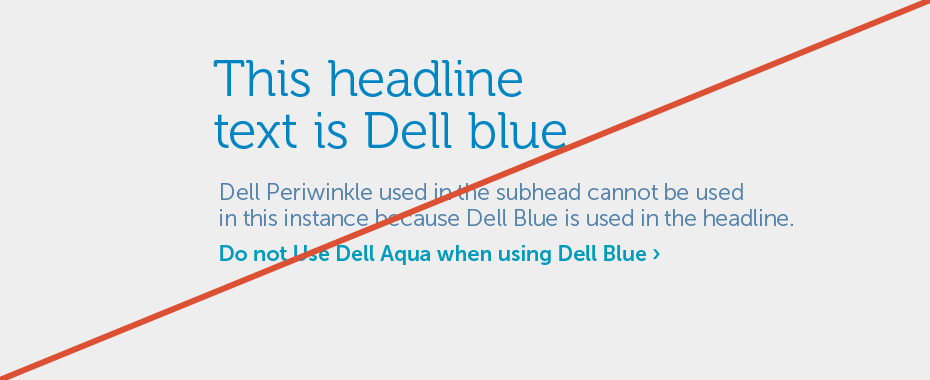 This headline
text is Dell blue
Dell Periwinkle used in the subhead cannot be used
in this instance because Dell Blue is used in the headline.
Do not Use Dell Aqua when using Dell Blue ›